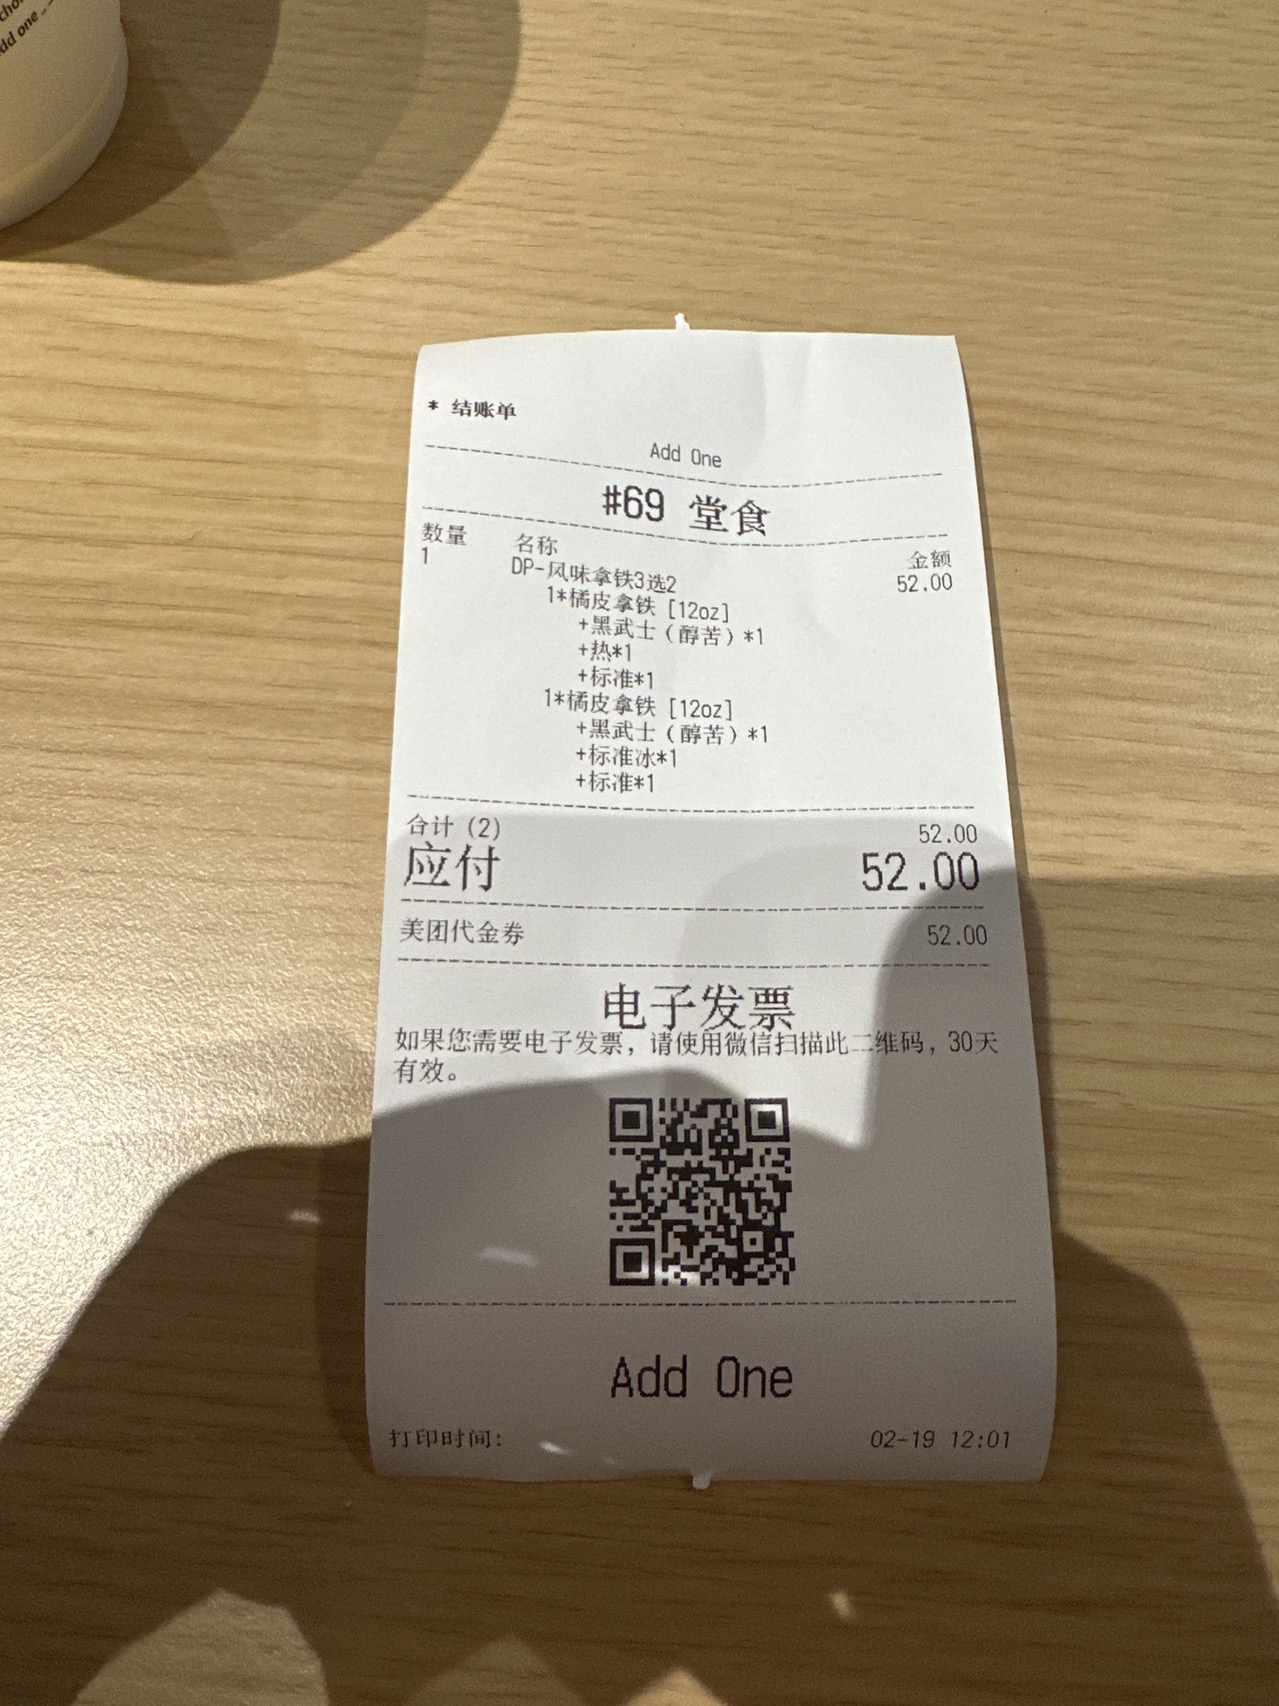 dd one
* 结账单
Add One
#69 堂食
数量 名称 金额
1 DP-风味拿铁3选2 52.00
1*橘皮拿铁 [12oz]
+黑武士（醇苦）*1
+热*1
+标准*1
1*橘皮拿铁 [12oz]
+黑武士（醇苦）*1
+标准冰*1
+标准*1
合计 (2) 52.00
应付 52.00
美团代金券 52.00
电子发票
如果您需要电子发票，请使用微信扫描此二维码，30天
有效。
Add One
打印时间: 02-19 12:01